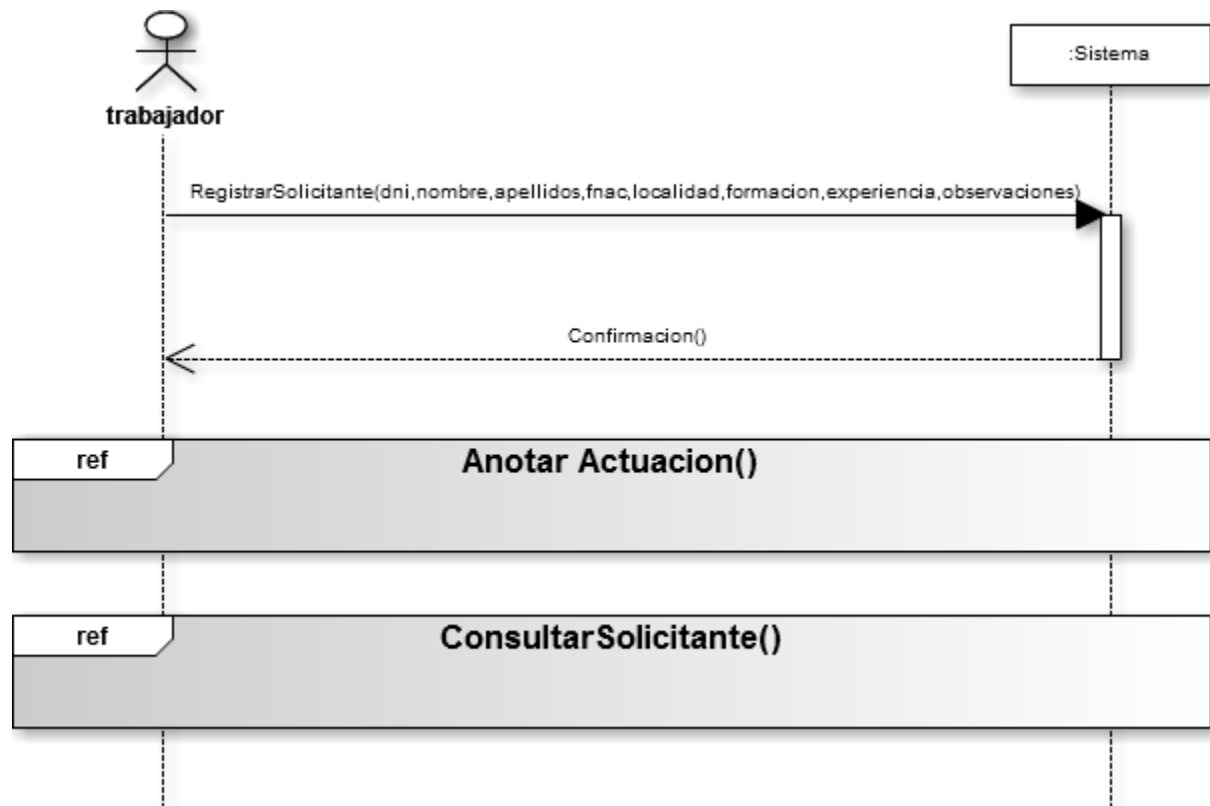 trabajador
:Sistema
RegistrarSolicitante(dni,nombre,apellidos,fnac,localidad,formacion,experiencia,observaciones)
Confirmacion()
ref
Anotar Actuacion()
ref
ConsultarSolicitante()